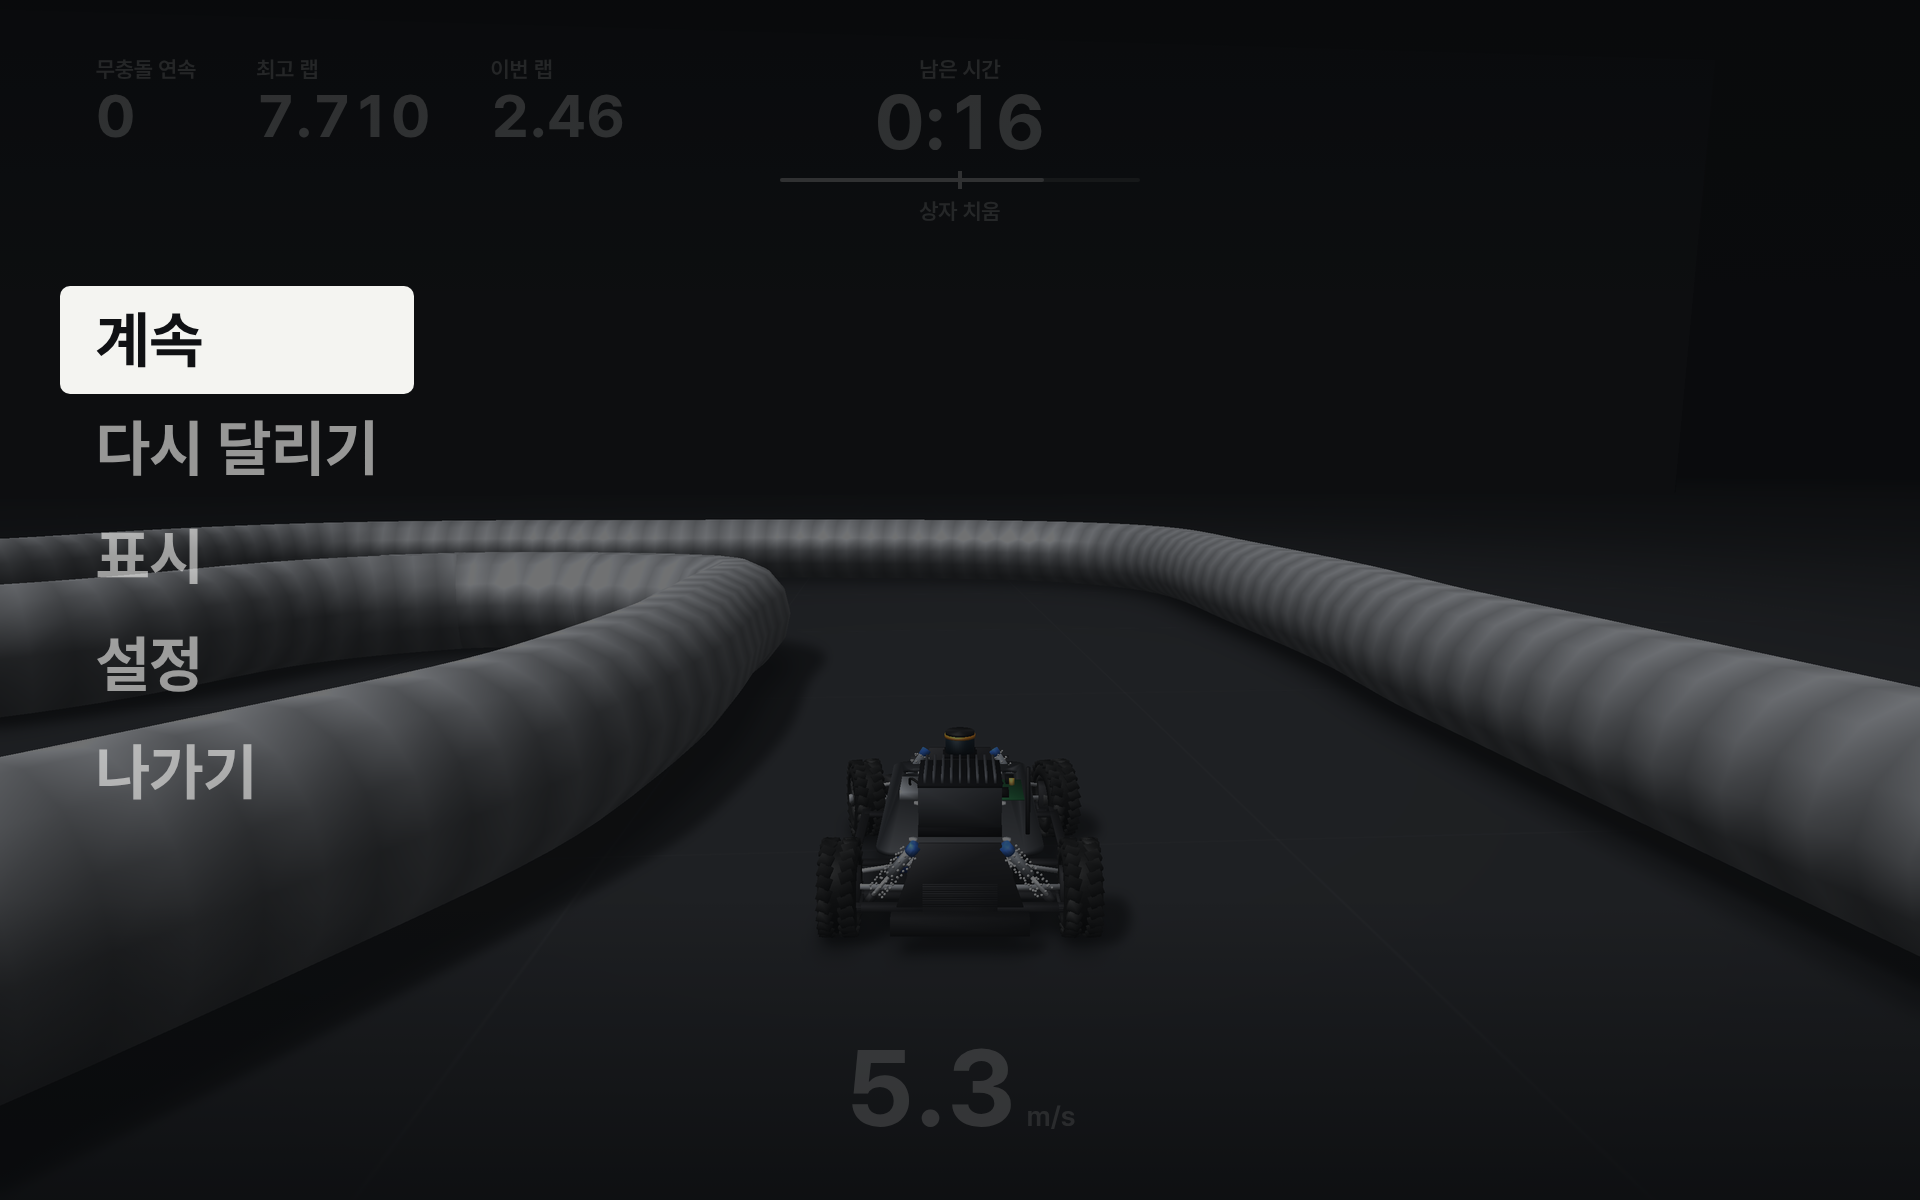 무충돌 연속
최고 랩
이번 랩
남은 시간
0
7.710
2.46
0:16
상자 치움
계속
다시 달리기
표시
설정
나가기
5.3 m/s